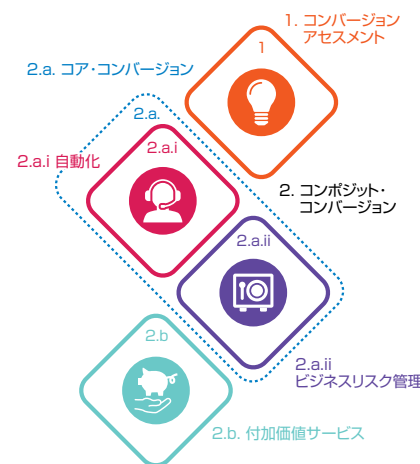 1. コンバージョン
アセスメント
1
2.a. コア・コンバージョン
2.a.
2.a.i
2.a.i 自動化
2. コンポジット・
コンバージョン
2.a.ii
2.a.ii
ビジネスリスク管理
2.b
2.b. 付加価値サービス